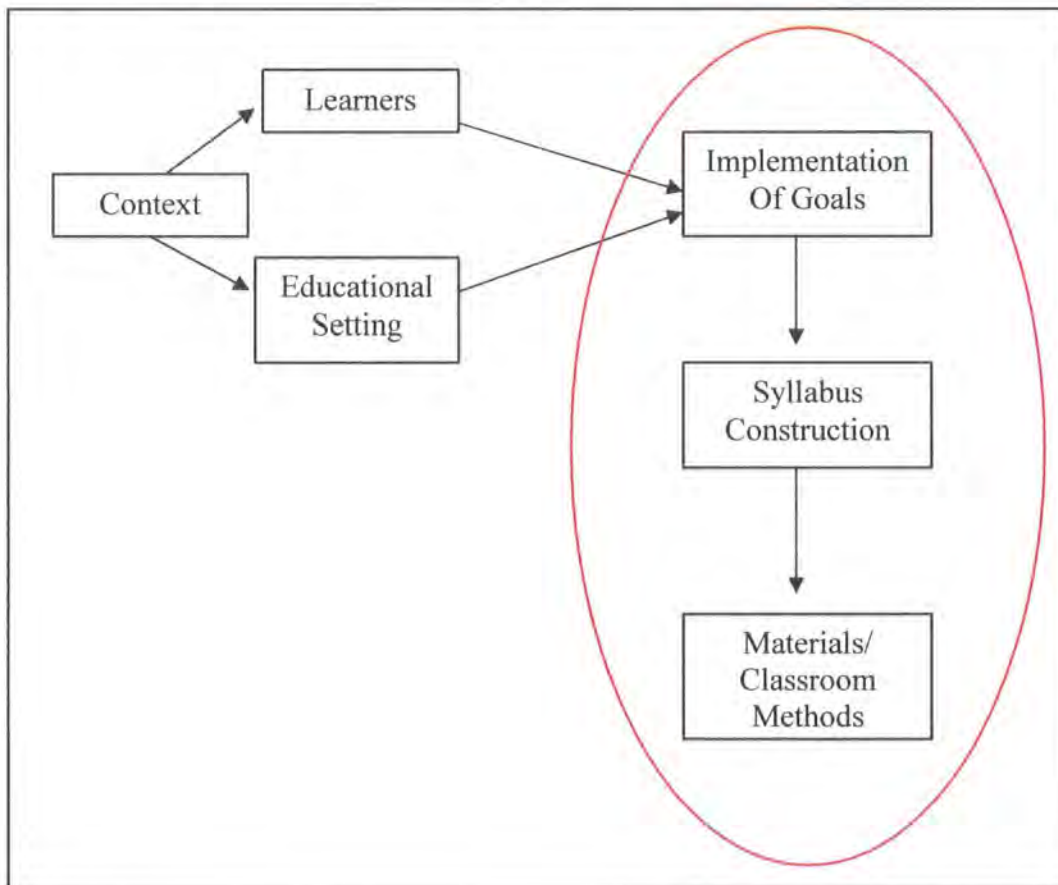 Learners
Context
Educational
Setting
Implementation
Of Goals
Syllabus
Construction
Materials/
Classroom
Methods